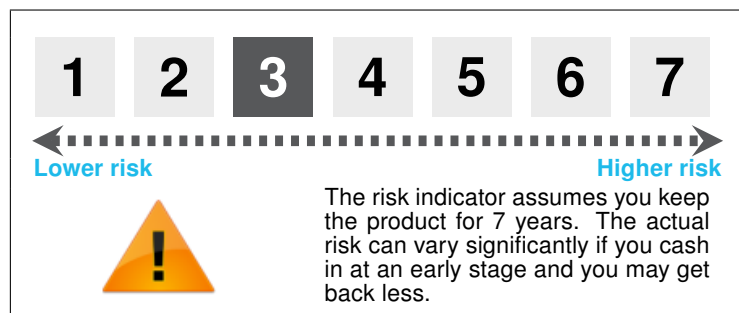 1 2 3 4 5 6 7
Lower risk Higher risk
!
The risk indicator assumes you keep
the product for 7 years. The actual
risk can vary significantly if you cash
in at an early stage and you may get
back less.